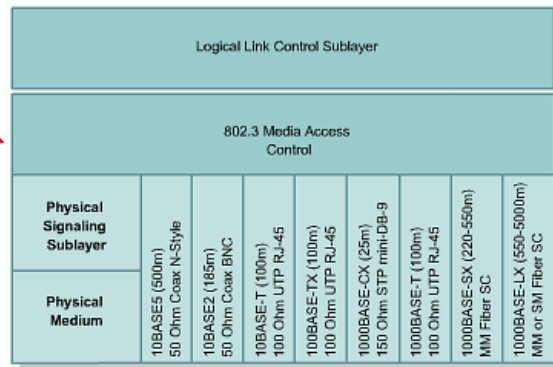 Logical Link Control Sublayer
802.3 Media Access
Control
Physical
Signaling
Sublayer
Physical
Medium
10BASE5 (500m)
50 Ohm Coax N-Style
10BASE2 (185m)
50 Ohm Coax BNC
10BASE-T (100m)
100 Ohm UTP RJ-45
100BASE-TX (100m)
100 Ohm UTP RJ-45
1000BASE-CX (25m)
150 Ohm STP mini-DB-9
1000BASE-T (100m)
100 Ohm UTP RJ-45
1000BASE-SX (220-550m)
MM Fiber SC
1000BASE-LX (550-5000m)
MM or SM Fiber SC